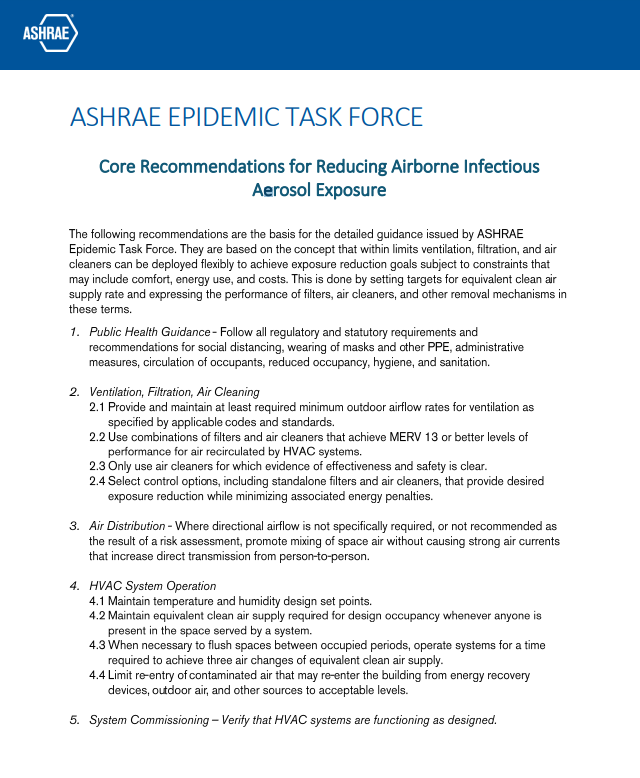 ASHRAE
ASHRAE EPIDEMIC TASK FORCE
Core Recommendations for Reducing Airborne Infectious
Aerosol Exposure
The following recommendations are the basis for the detailed guidance issued by ASHRAE
Epidemic Task Force. They are based on the concept that within limits ventilation, filtration, and air
cleaners can be deployed flexibly to achieve exposure reduction goals subject to constraints that
may include comfort, energy use, and costs. This is done by setting targets for equivalent clean air
supply rate and expressing the performance of filters, air cleaners, and other removal mechanisms in
these terms.
1. Public Health Guidance - Follow all regulatory and statutory requirements and
recommendations for social distancing, wearing of masks and other PPE, administrative
measures, circulation of occupants, reduced occupancy, hygiene, and sanitation.
2. Ventilation, Filtration, Air Cleaning
2.1 Provide and maintain at least required minimum outdoor airflow rates for ventilation as
specified by applicable codes and standards.
2.2 Use combinations of filters and air cleaners that achieve MERV 13 or better levels of
performance for air recirculated by HVAC systems.
2.3 Only use air cleaners for which evidence of effectiveness and safety is clear.
2.4 Select control options, including standalone filters and air cleaners, that provide desired
exposure reduction while minimizing associated energy penalties.
3. Air Distribution - Where directional airflow is not specifically required, or not recommended as
the result of a risk assessment, promote mixing of space air without causing strong air currents
that increase direct transmission from person-to-person.
4. HVAC System Operation
4.1 Maintain temperature and humidity design set points.
4.2 Maintain equivalent clean air supply required for design occupancy whenever anyone is
present in the space served by a system.
4.3 When necessary to flush spaces between occupied periods, operate systems for a time
required to achieve three air changes of equivalent clean air supply.
4.4 Limit re-entry of contaminated air that may re-enter the building from energy recovery
devices, outdoor air, and other sources to acceptable levels.
5. System Commissioning – Verify that HVAC systems are functioning as designed.